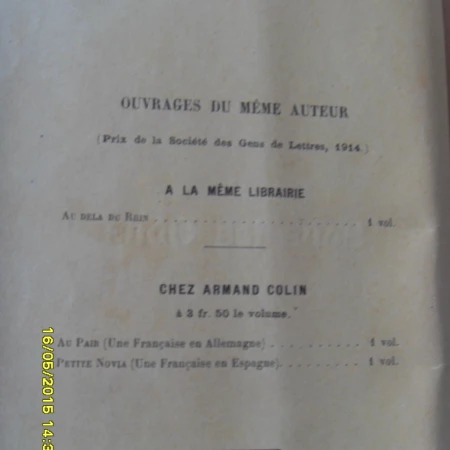 OUVRAGES DU MÊME AUTEUR
(Prix de la Société des Gens de Lettres, 1914.)
A LA MÊME LIBRAIRIE
AU DELA DU RHIN . . . . . . . . . . . . . . . . . . . . . 1 vol.
CHEZ ARMAND COLIN
à 3 fr. 50 le volume.
AU PAIR (Une Française en Allemagne) . . . . . . . . . . 1 vol.
PETITE NOVIA (Une Française en Espagne). . . . . . . . . 1 vol.
16/05/2015 14:3